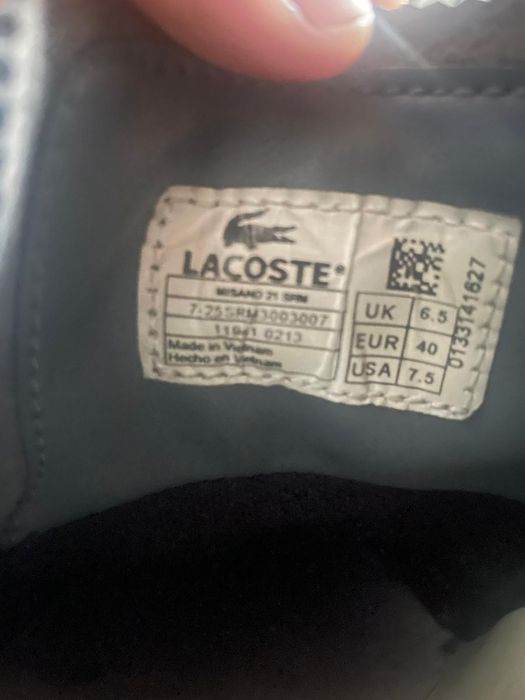 LACOSTE®
MISANO 21 SRM
7-25SRM3003007
11941 0213
Made in Vietnam
Hecho en Vietnam
UK 6.5
EUR 40
USA 7.5
0133141627